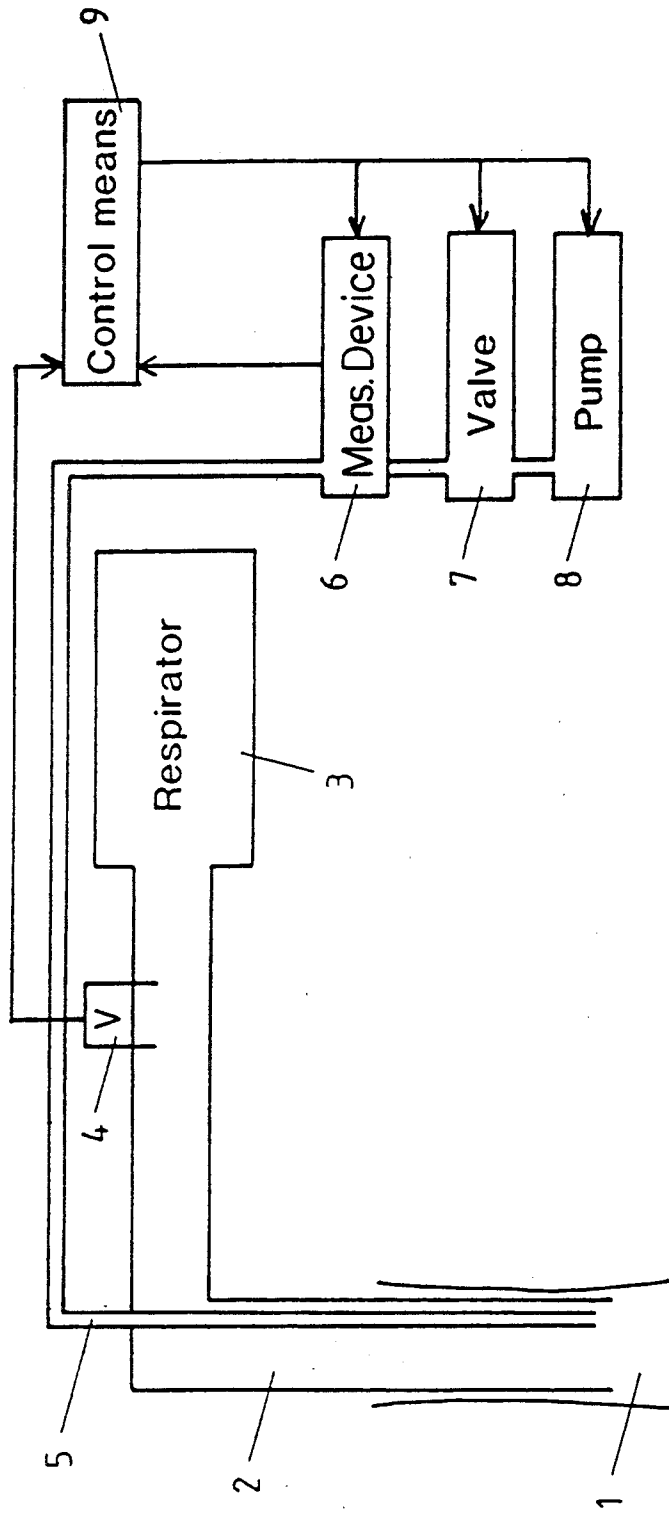 9
Control means
Meas. Device
6
Valve
7
Pump
8
Respirator
3
V
4
5
2
1